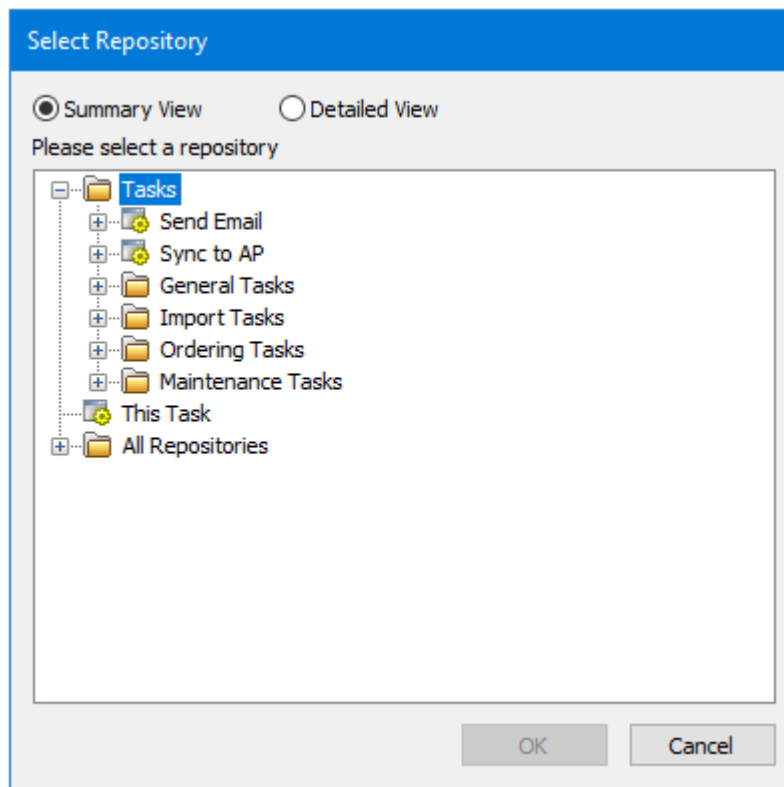 Select Repository
Summary View Detailed View
Please select a repository
Tasks
Send Email
Sync to AP
General Tasks
Import Tasks
Ordering Tasks
Maintenance Tasks
This Task
All Repositories
OK Cancel